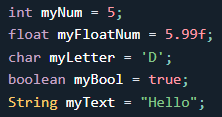 int myNum = 5;
float myFloatNum = 5.99f;
char myLetter = 'D';
boolean myBool = true;
String myText = "Hello";